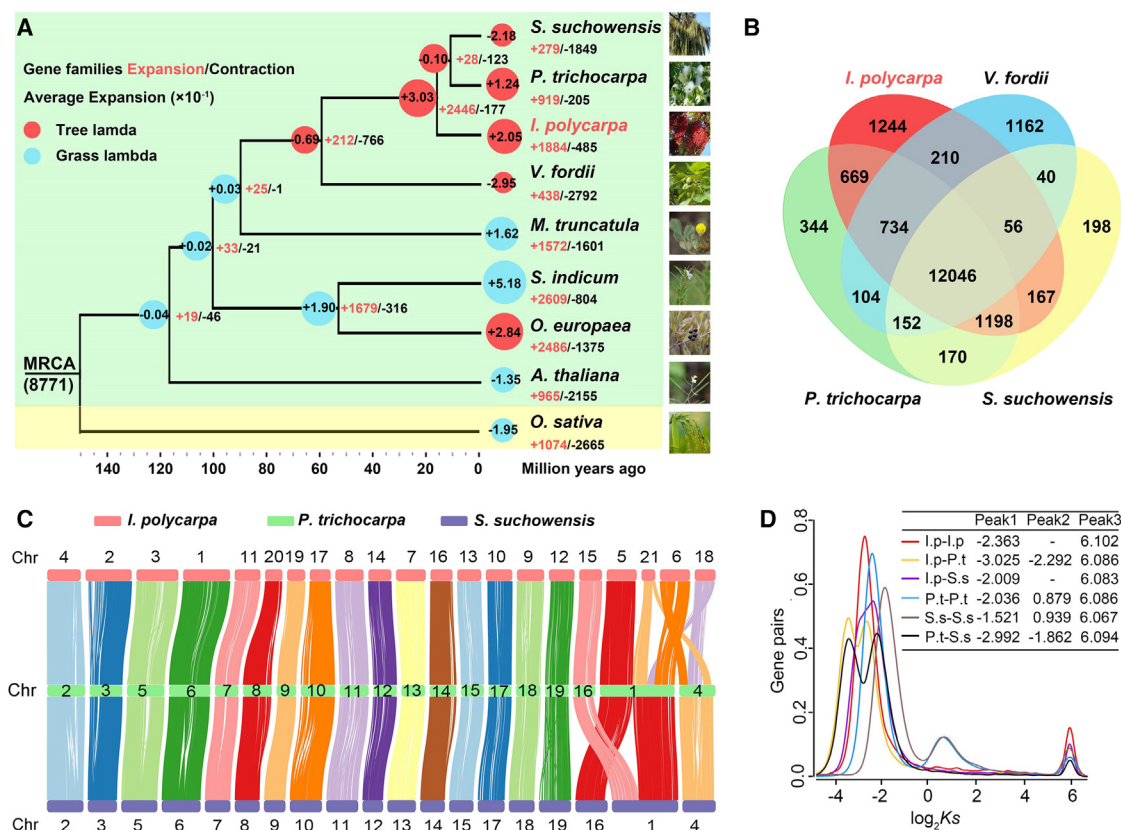 A
Gene families Expansion/Contraction
Average Expansion (×10⁻¹)
Tree lamda
Grass lambda
-2.18 S. suchowensis
+279/-1849
-0.10 +28/-123
+1.24 P. trichocarpa
+919/-205
+3.03 +2446/-177
+2.05 I. polycarpa
+1884/-485
-0.69 +212/-766
-2.95 V. fordii
+438/-2792
+0.03 +25/-1
+1.62 M. truncatula
+1572/-1601
+0.02 +33/-21
+5.18 S. indicum
+2609/-804
+1.90 +1679/-316
+2.84 O. europaea
+2486/-1375
-0.04 +19/-46
MRCA
(8771)
-1.35 A. thaliana
+965/-2155
-1.95 O. sativa
+1074/-2665
140 120 100 80 60 40 20 0 Million years ago
B
I. polycarpa V. fordii
1244 1162
210
669 40
344 734 56 198
12046
104 167
152 1198
170
P. trichocarpa S. suchowensis
C
I. polycarpa P. trichocarpa S. suchowensis
Chr 4 2 3 1 11 20 19 17 8 14 7 16 13 10 9 12 15 5 21 6 18
Chr 2 3 5 6 7 8 9 10 11 12 13 14 15 17 18 19 16 1 4
Chr 2 3 5 6 7 8 9 10 11 12 13 14 15 17 18 19 16 1 4
D
Peak1 Peak2 Peak3
I.p-I.p -2.363 - 6.102
I.p-P.t -3.025 -2.292 6.086
I.p-S.s -2.009 - 6.083
P.t-P.t -2.036 0.879 6.086
S.s-S.s -1.521 0.939 6.067
P.t-S.s -2.992 -1.862 6.094
Gene pairs
0.8
0.6
0.4
0.2
0.0
-4 -2 0 2 4 6
log₂Ks